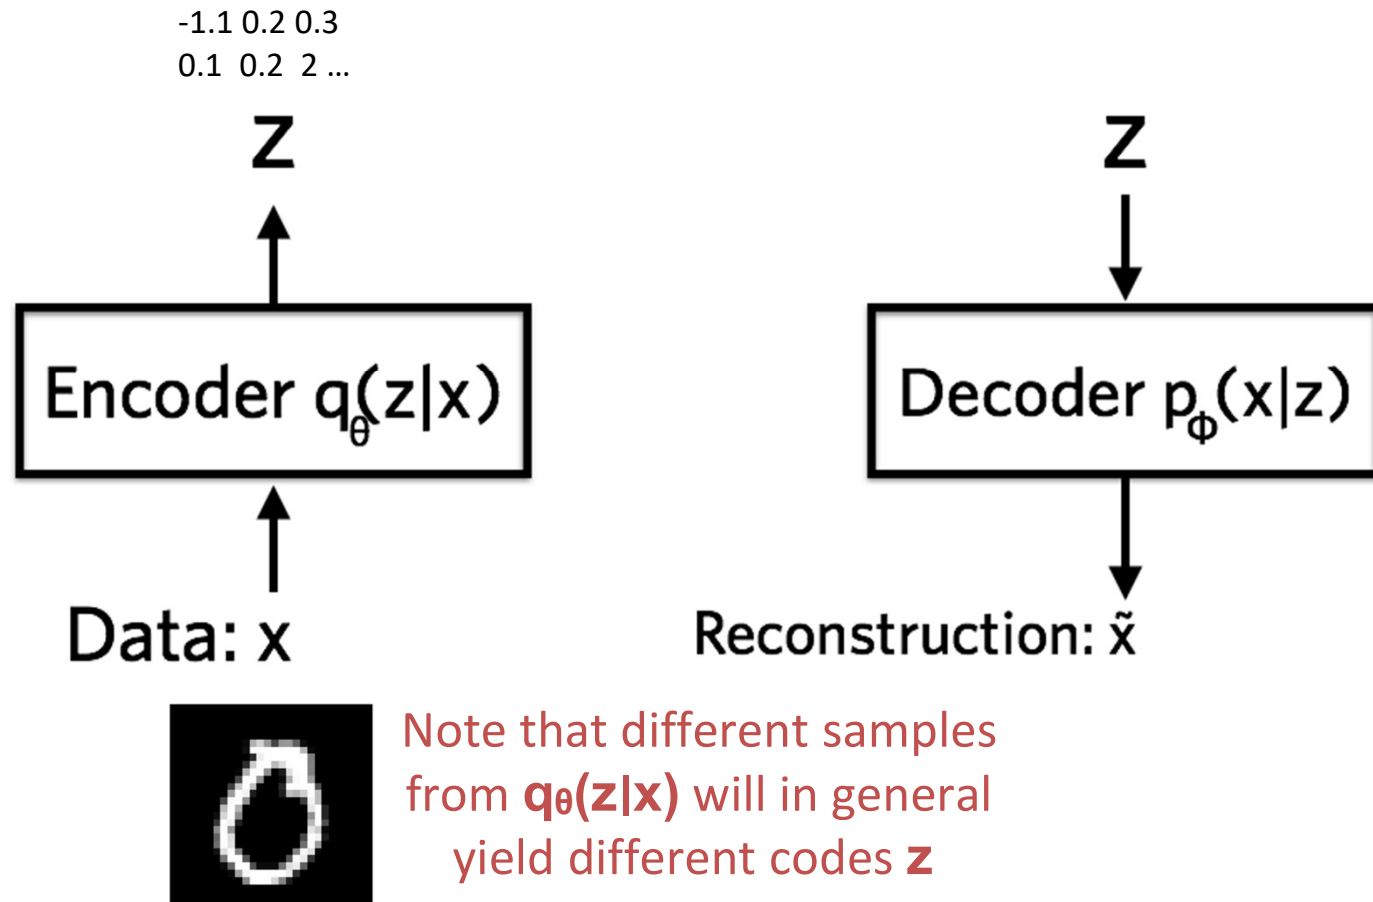 -1.1 0.2 0.3
0.1 0.2 2 ...
z
Encoder qθ(z|x)
Data: x
z
Decoder pΦ(x|z)
Reconstruction: x̃
Note that different samples
from qθ(z|x) will in general
yield different codes z